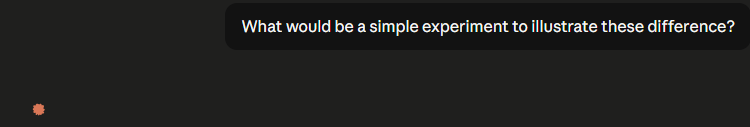 What would be a simple experiment to illustrate these difference?